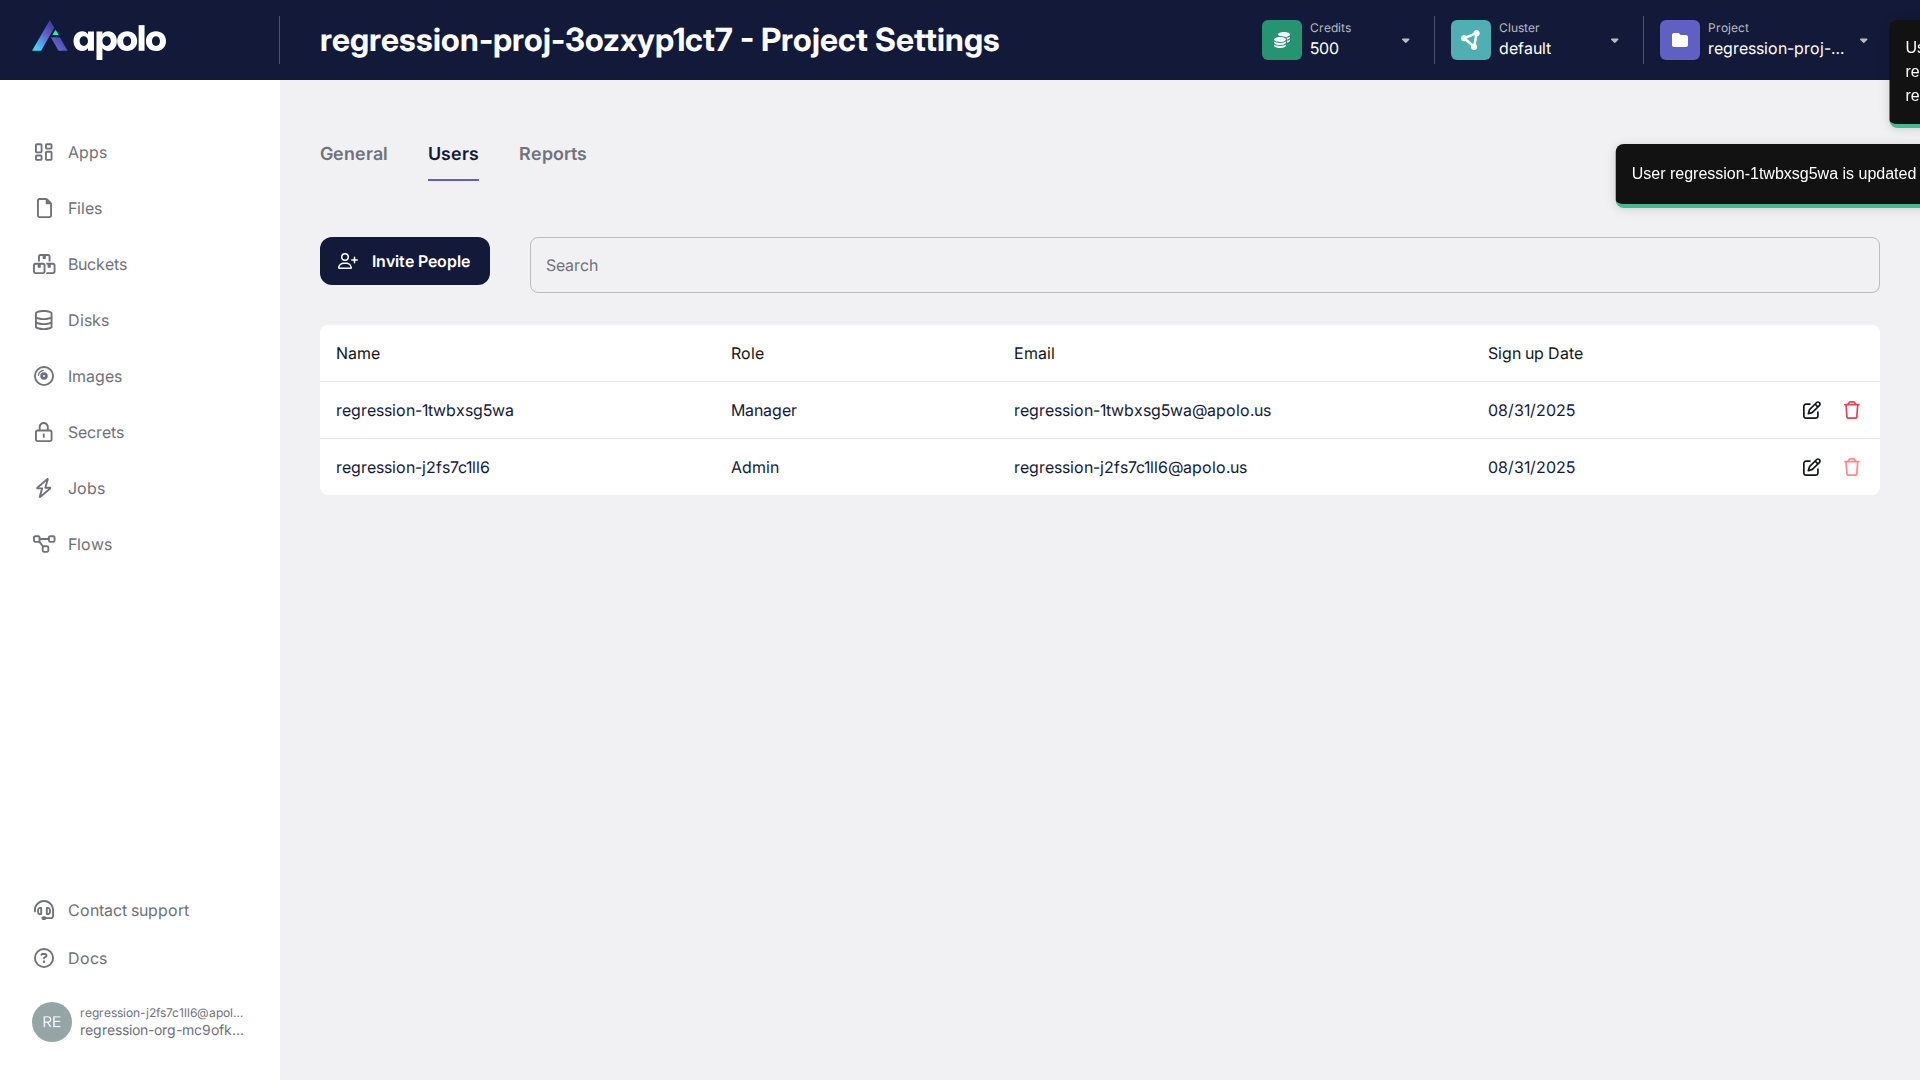 apolo
regression-proj-3ozxyp1ct7 - Project Settings
Credits
500
Cluster
default
Project
regression-proj-...
Apps
Files
Buckets
Disks
Images
Secrets
Jobs
Flows
Contact support
Docs
RE
regression-j2fs7c1ll6@apol...
regression-org-mc9ofk...
General
Users
Reports
User regression-1twbxsg5wa is updated
Invite People
Search
Name Role Email Sign up Date
regression-1twbxsg5wa Manager regression-1twbxsg5wa@apolo.us 08/31/2025
regression-j2fs7c1ll6 Admin regression-j2fs7c1ll6@apolo.us 08/31/2025